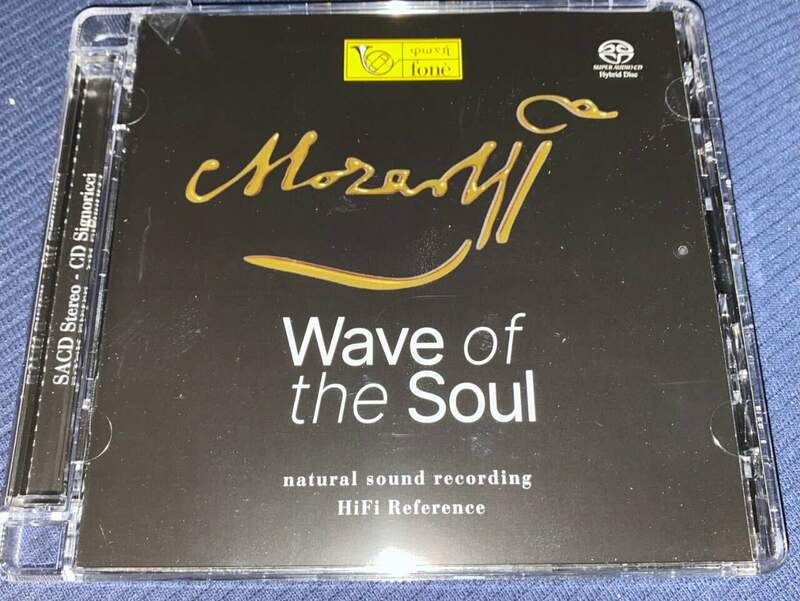 φωνή
fonè
SUPER AUDIO CD
Hybrid Disc
Mozart
Wave of
the Soul
natural sound recording
HiFi Reference
SACD Stereo - CD Signoricci